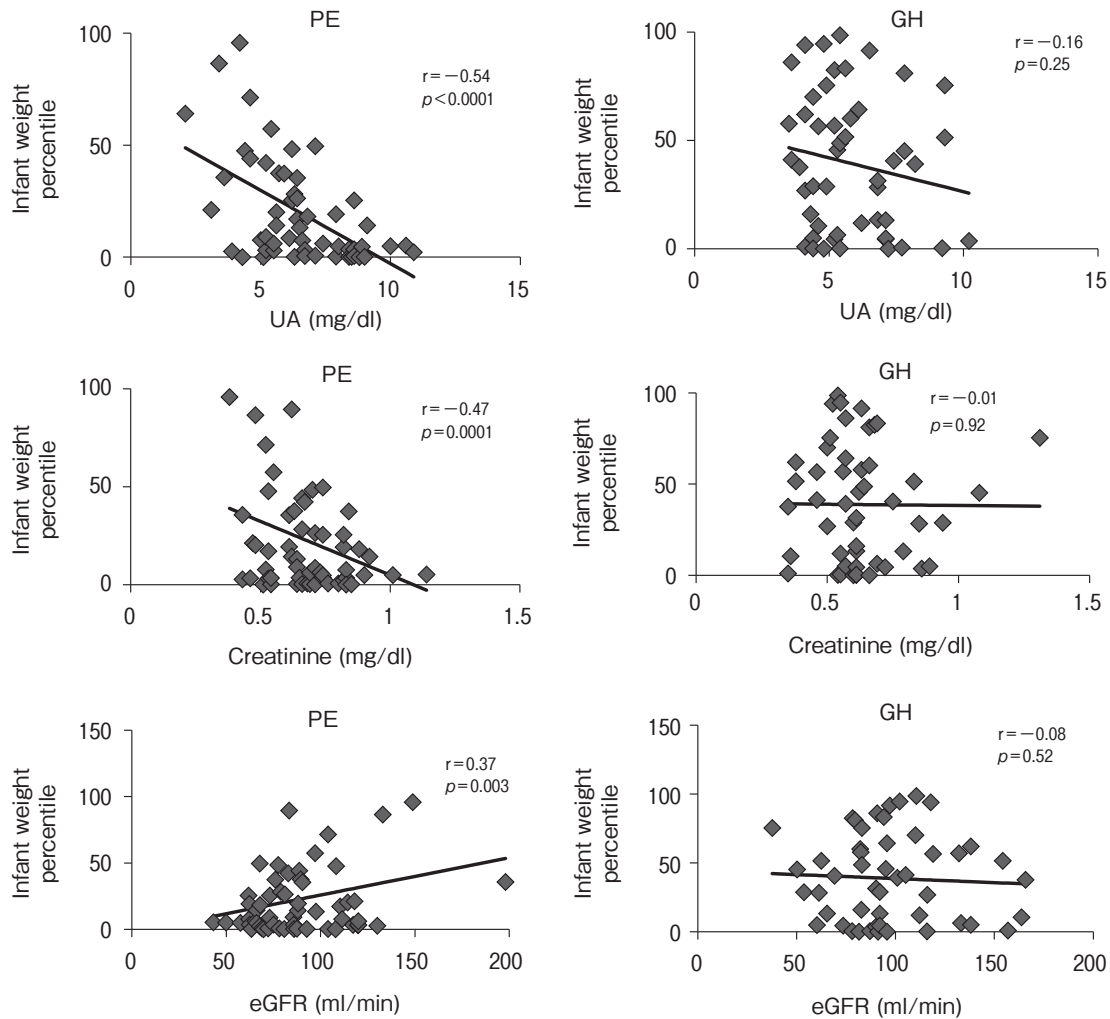 PE
Infant weight
percentile
100
50
0
r=−0.54
p<0.0001
0
5
10
15
UA (mg/dl)
GH
Infant weight
percentile
100
50
0
r=−0.16
p=0.25
0
5
10
15
UA (mg/dl)
PE
Infant weight
percentile
100
50
0
r=−0.47
p=0.0001
0
0.5
1
1.5
Creatinine (mg/dl)
GH
Infant weight
percentile
100
50
0
r=−0.01
p=0.92
0
0.5
1
1.5
Creatinine (mg/dl)
PE
Infant weight
percentile
150
100
50
0
r=0.37
p=0.003
0
50
100
150
200
eGFR (ml/min)
GH
Infant weight
percentile
150
100
50
0
r=−0.08
p=0.52
0
50
100
150
200
eGFR (ml/min)